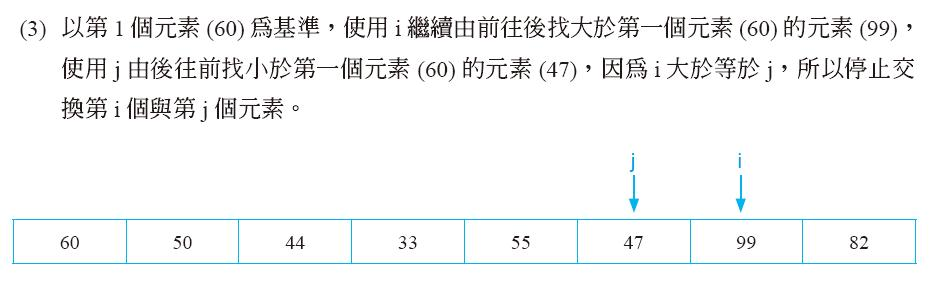 (3) 以第 1 個元素 (60) 為基準，使用 i 繼續由前往後找大於第一個元素 (60) 的元素 (99)，
使用 j 由後往前找小於第一個元素 (60) 的元素 (47)，因為 i 大於等於 j，所以停止交
換第 i 個與第 j 個元素。
j i
60 50 44 33 55 47 99 82